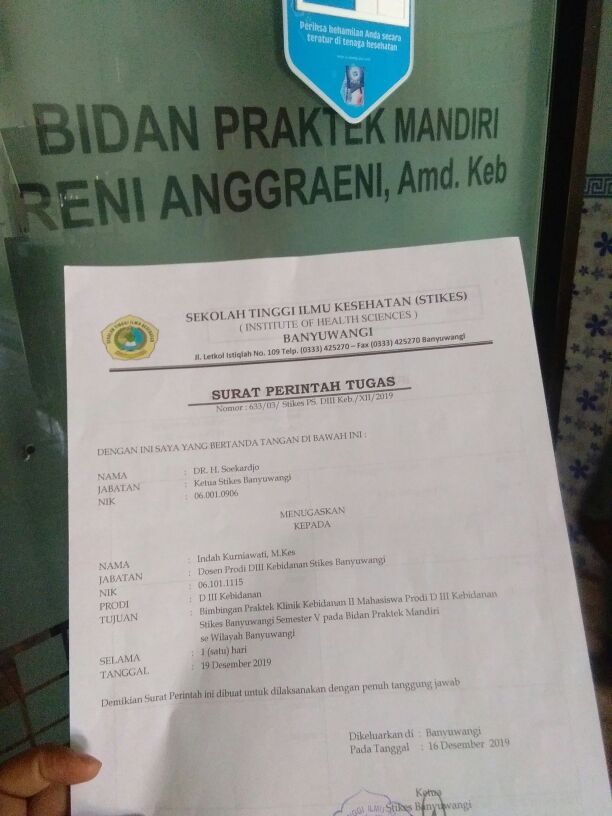 Periksa kehamilan Anda secara
teratur di tenaga kesehatan
BIDAN PRAKTEK MANDIRI
RENI ANGGRAENI, Amd. Keb
SEKOLAH TINGGI ILMU KESEHATAN (STIKES)
( INSTITUTE OF HEALTH SCIENCES )
BANYUWANGI
Jl. Letkol Istiqlah No. 109 Telp. (0333) 425270 – Fax (0333) 425270 Banyuwangi
SURAT PERINTAH TUGAS
Nomor : 633/03/ Stikes PS. DIII Keb./XII/2019
DENGAN INI SAYA YANG BERTANDA TANGAN DI BAWAH INI :
NAMA : DR. H. Soekardjo
JABATAN : Ketua Stikes Banyuwangi
NIK : 06.001.0906
MENUGASKAN
KEPADA
NAMA : Indah Kurniawati, M.Kes
JABATAN : Dosen Prodi DIII Kebidanan Stikes Banyuwangi
NIK : 06.101.1115
PRODI : D III Kebidanan
TUJUAN : Bimbingan Praktek Klinik Kebidanan II Mahasiswa Prodi D III Kebidanan
Stikes Banyuwangi Semester V pada Bidan Praktek Mandiri
se Wilayah Banyuwangi
SELAMA : 1 (satu) hari
TANGGAL : 19 Desember 2019
Demikian Surat Perintah ini dibuat untuk dilaksanakan dengan penuh tanggung jawab
Dikeluarkan di : Banyuwangi
Pada Tanggal : 16 Desember 2019
Ketua
Stikes Banyuwangi